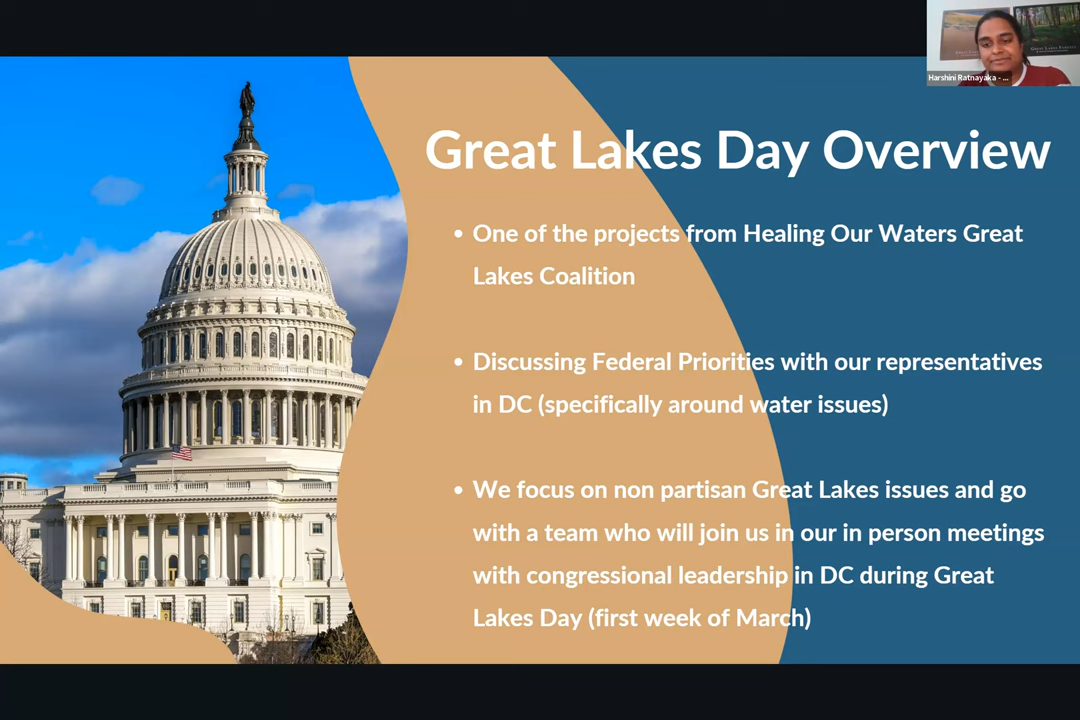 Harshini Ratnayaka - ...
Great Lakes Day Overview
• One of the projects from Healing Our Waters Great
Lakes Coalition
• Discussing Federal Priorities with our representatives
in DC (specifically around water issues)
• We focus on non partisan Great Lakes issues and go
with a team who will join us in our in person meetings
with congressional leadership in DC during Great
Lakes Day (first week of March)